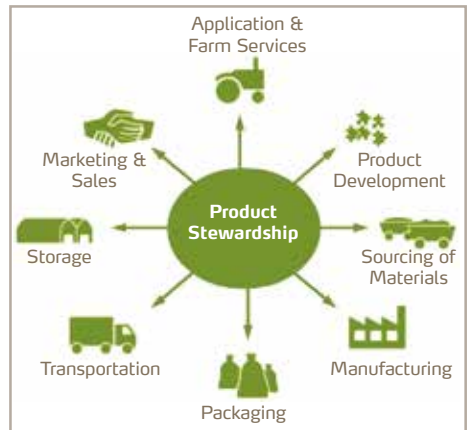 Application &
Farm Services
Marketing &
Sales
Product
Development
Product
Stewardship
Storage
Sourcing of
Materials
Transportation
Manufacturing
Packaging